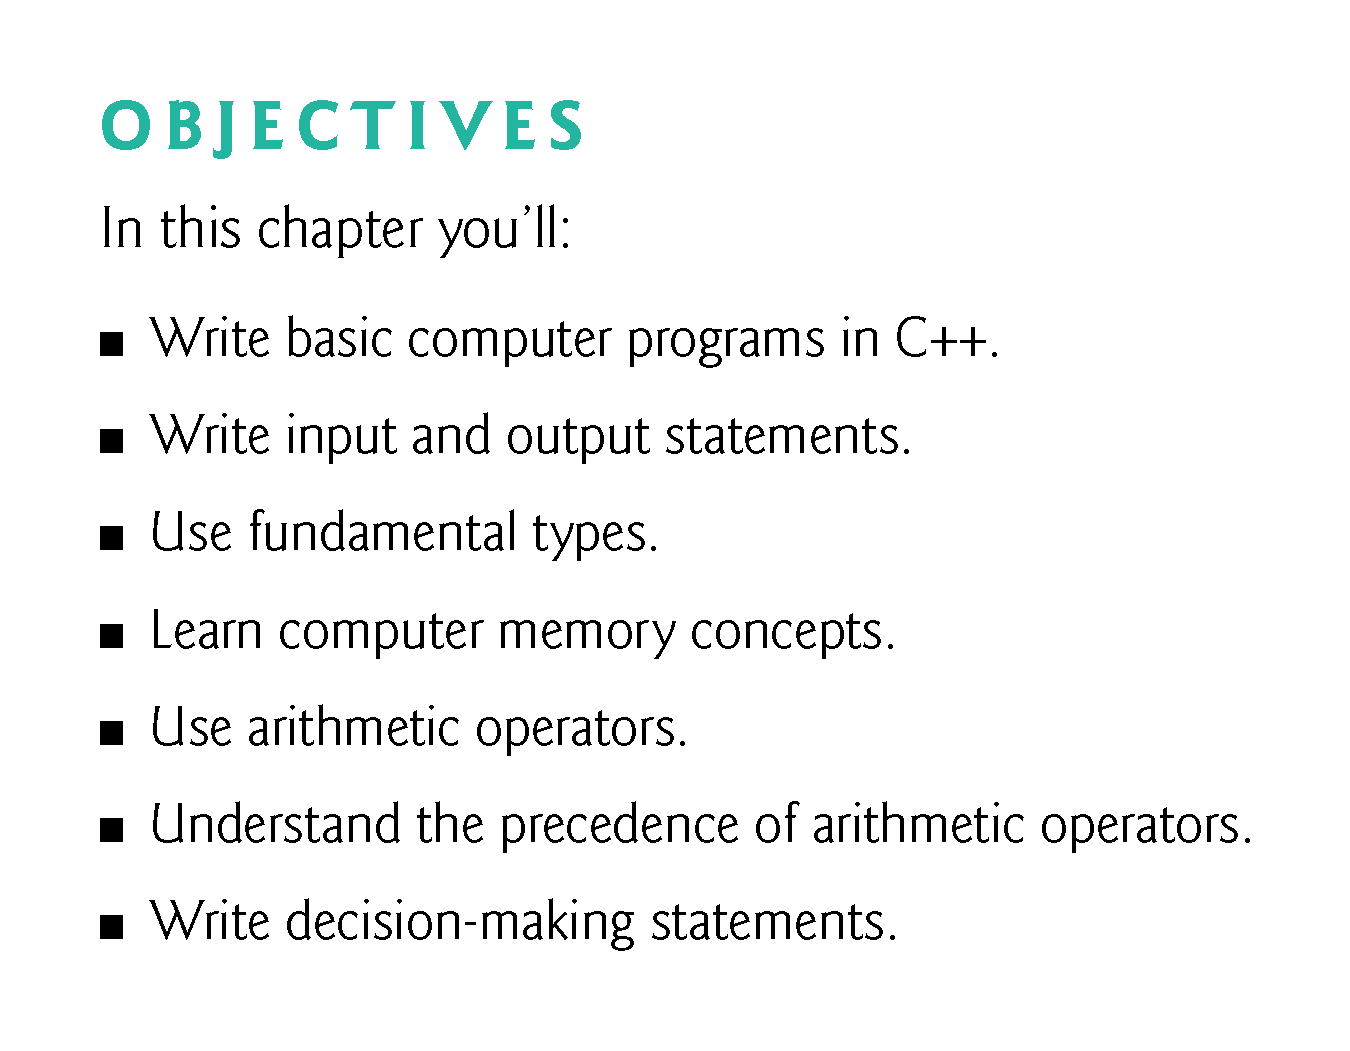 OBJECTIVES
In this chapter you’ll:
■ Write basic computer programs in C++.
■ Write input and output statements.
■ Use fundamental types.
■ Learn computer memory concepts.
■ Use arithmetic operators.
■ Understand the precedence of arithmetic operators.
■ Write decision-making statements.